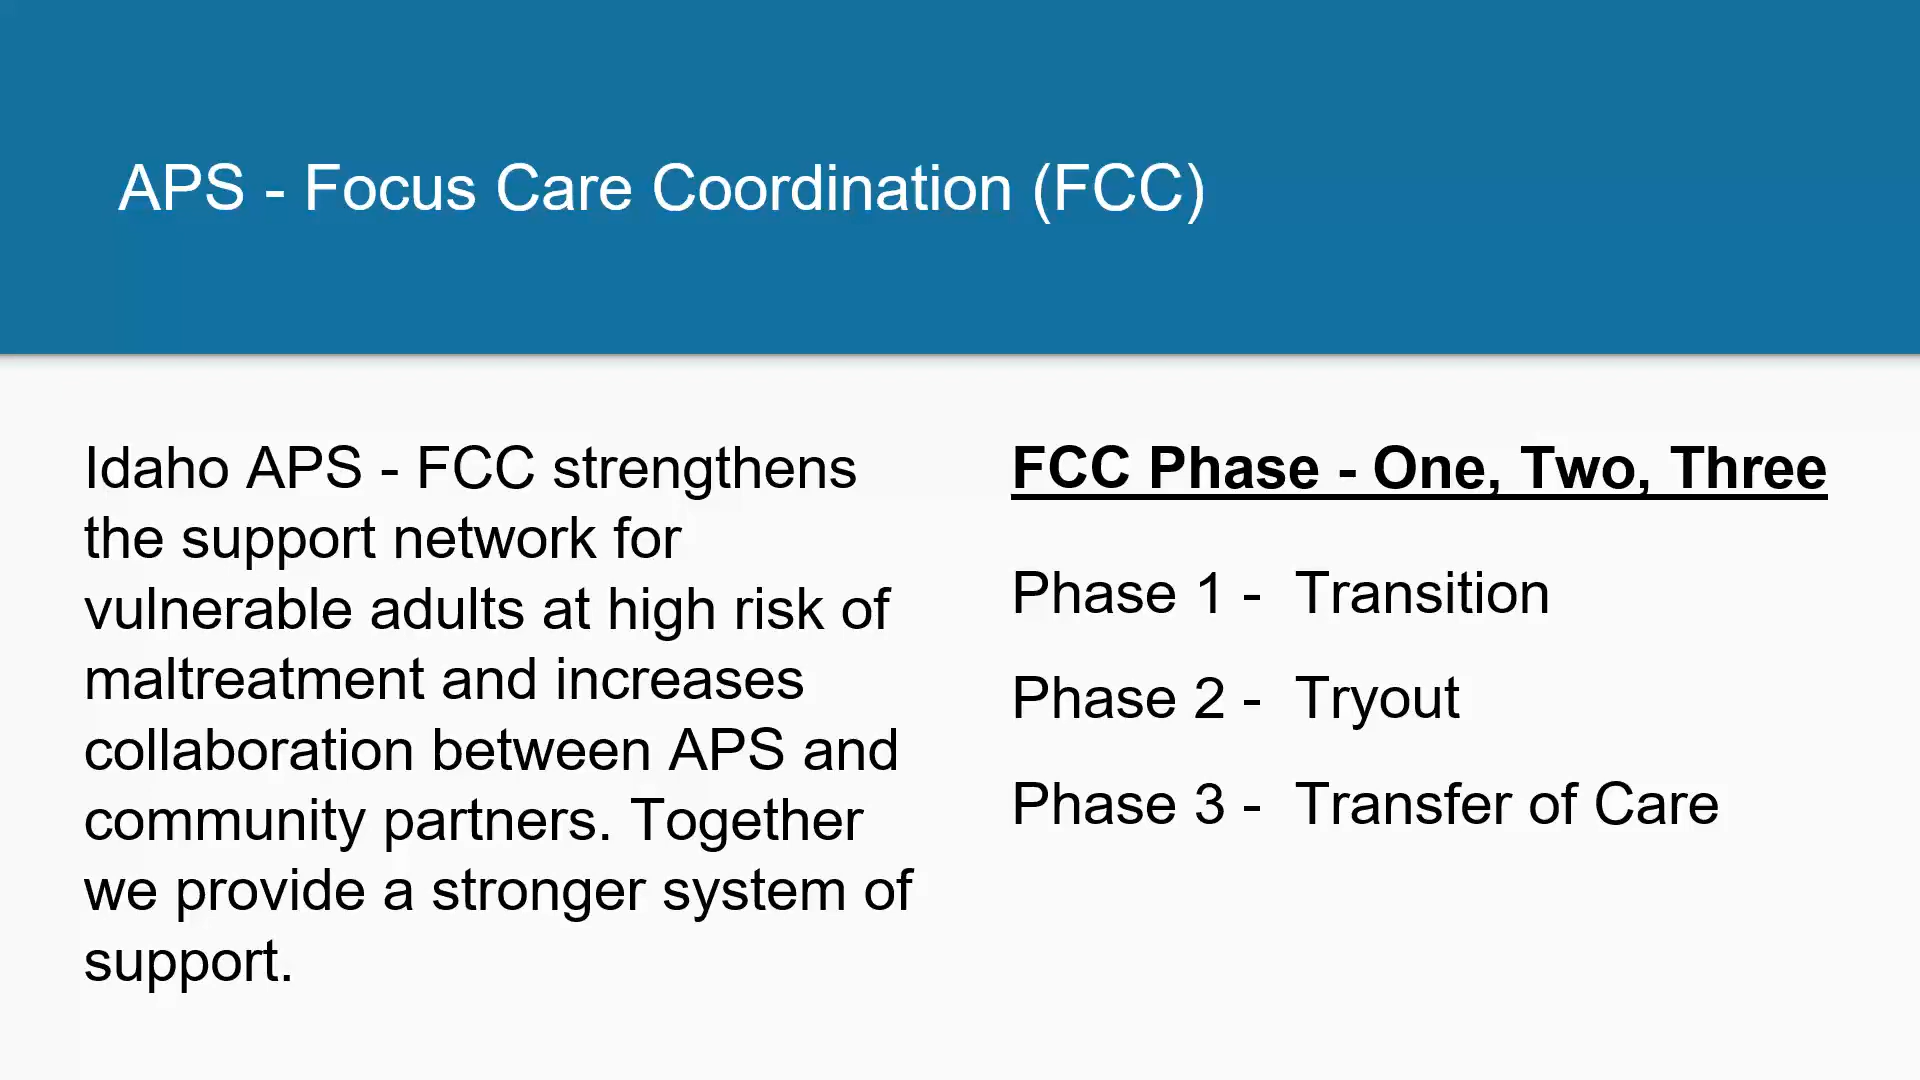 APS - Focus Care Coordination (FCC)
Idaho APS - FCC strengthens
the support network for
vulnerable adults at high risk of
maltreatment and increases
collaboration between APS and
community partners. Together
we provide a stronger system of
support.
FCC Phase - One, Two, Three
Phase 1 - Transition
Phase 2 - Tryout
Phase 3 - Transfer of Care